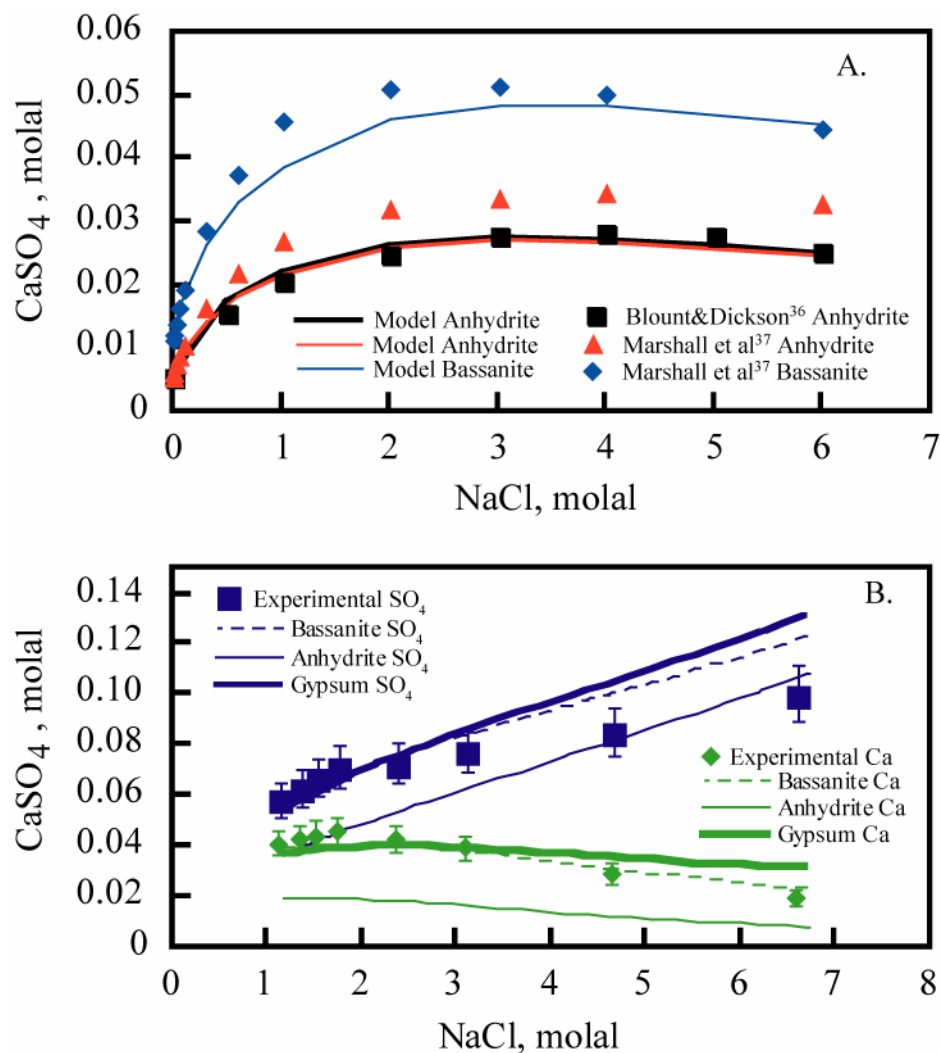 A.
0.06
0.05
0.04
0.03
0.02
0.01
0
CaSO4 , molal
Model Anhydrite
Model Anhydrite
Model Bassanite
Blount&Dickson36 Anhydrite
Marshall et al37 Anhydrite
Marshall et al37 Bassanite
0 1 2 3 4 5 6 7
NaCl, molal
B.
0.14
0.12
0.10
0.08
0.06
0.04
0.02
0
CaSO4 , molal
Experimental SO4
Bassanite SO4
Anhydrite SO4
Gypsum SO4
Experimental Ca
Bassanite Ca
Anhydrite Ca
Gypsum Ca
0 1 2 3 4 5 6 7 8
NaCl, molal